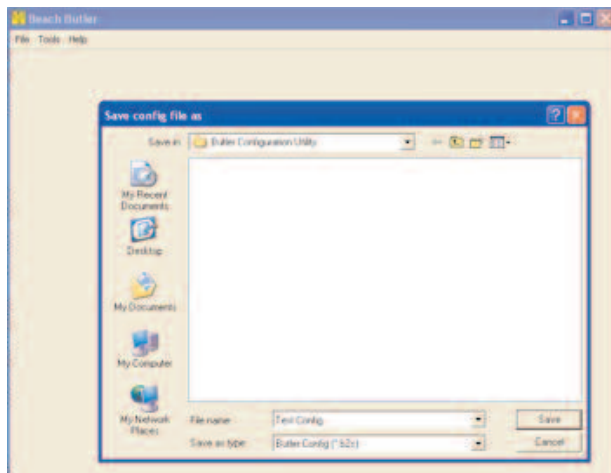 Beach Butler
File Tools Help
Save config file as
Save in:
Butler Configuration Utility
My Recent
Documents
Desktop
My Documents
My Computer
My Network
Places
File name:
Test Config
Save
Save as type:
Butler Config (*.b2c)
Cancel